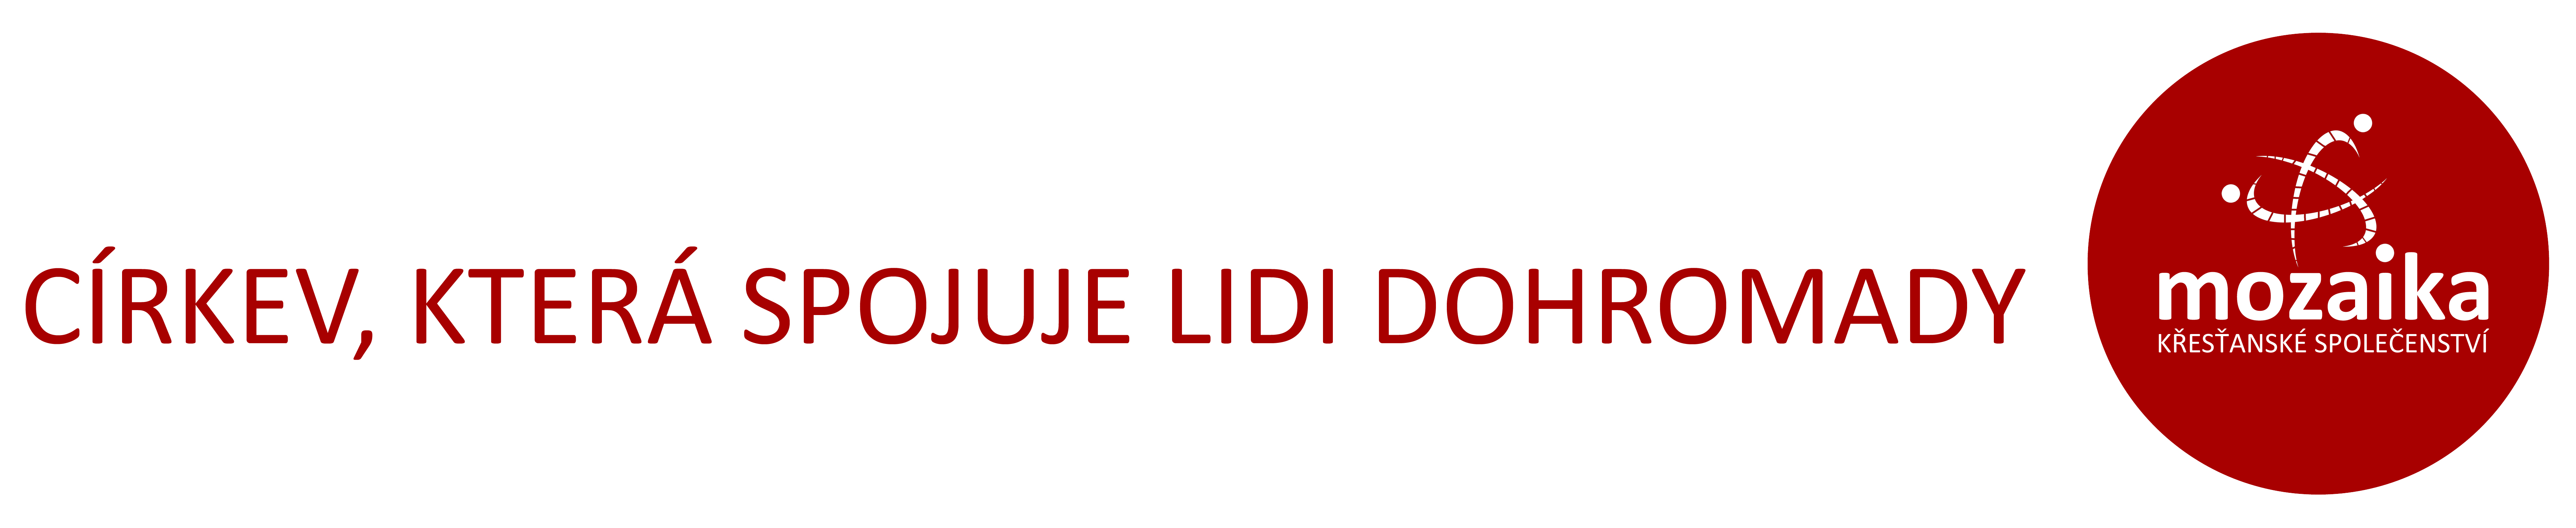 CÍRKEV, KTERÁ SPOJUJE LIDI DOHROMADY
mozaika
KŘESŤANSKÉ SPOLEČENSTVÍ